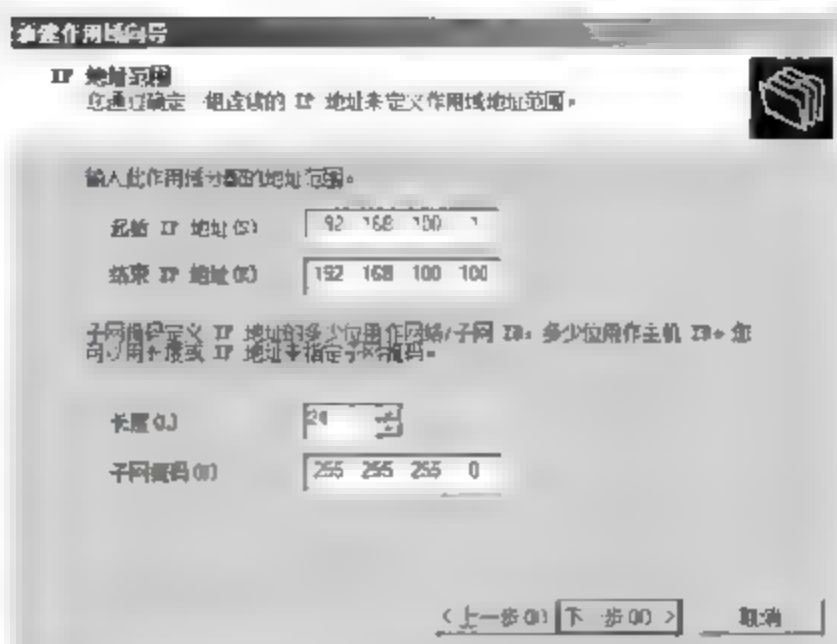 新建作用域向导
IP 地址范围
您通过确定一组连续的 IP 地址来定义作用域地址范围。
输入此作用域分配的地址范围。
起始 IP 地址(S) 192 168 100 1
结束 IP 地址(E) 192 168 100 100
子网掩码定义 IP 地址的多少位用作网络/子网 ID，多少位用作主机 ID。您
可以用长度或 IP 地址来指定子网掩码。
长度(L) 24
子网掩码(U) 255 255 255 0
< 上一步(B) 下一步(N) > 取消